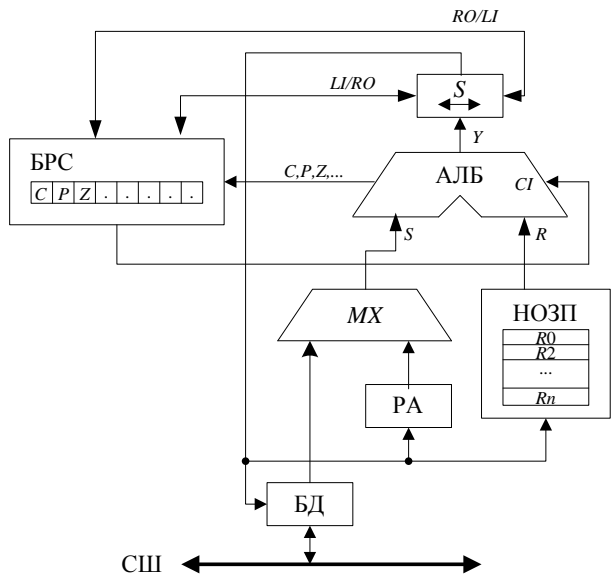 RO/LI
LI/RO
S
Y
БРС
C P Z . . . . .
C,P,Z,...
АЛБ
CI
S
R
MX
НОЗП
R0
R2
...
Rn
РА
БД
СШ